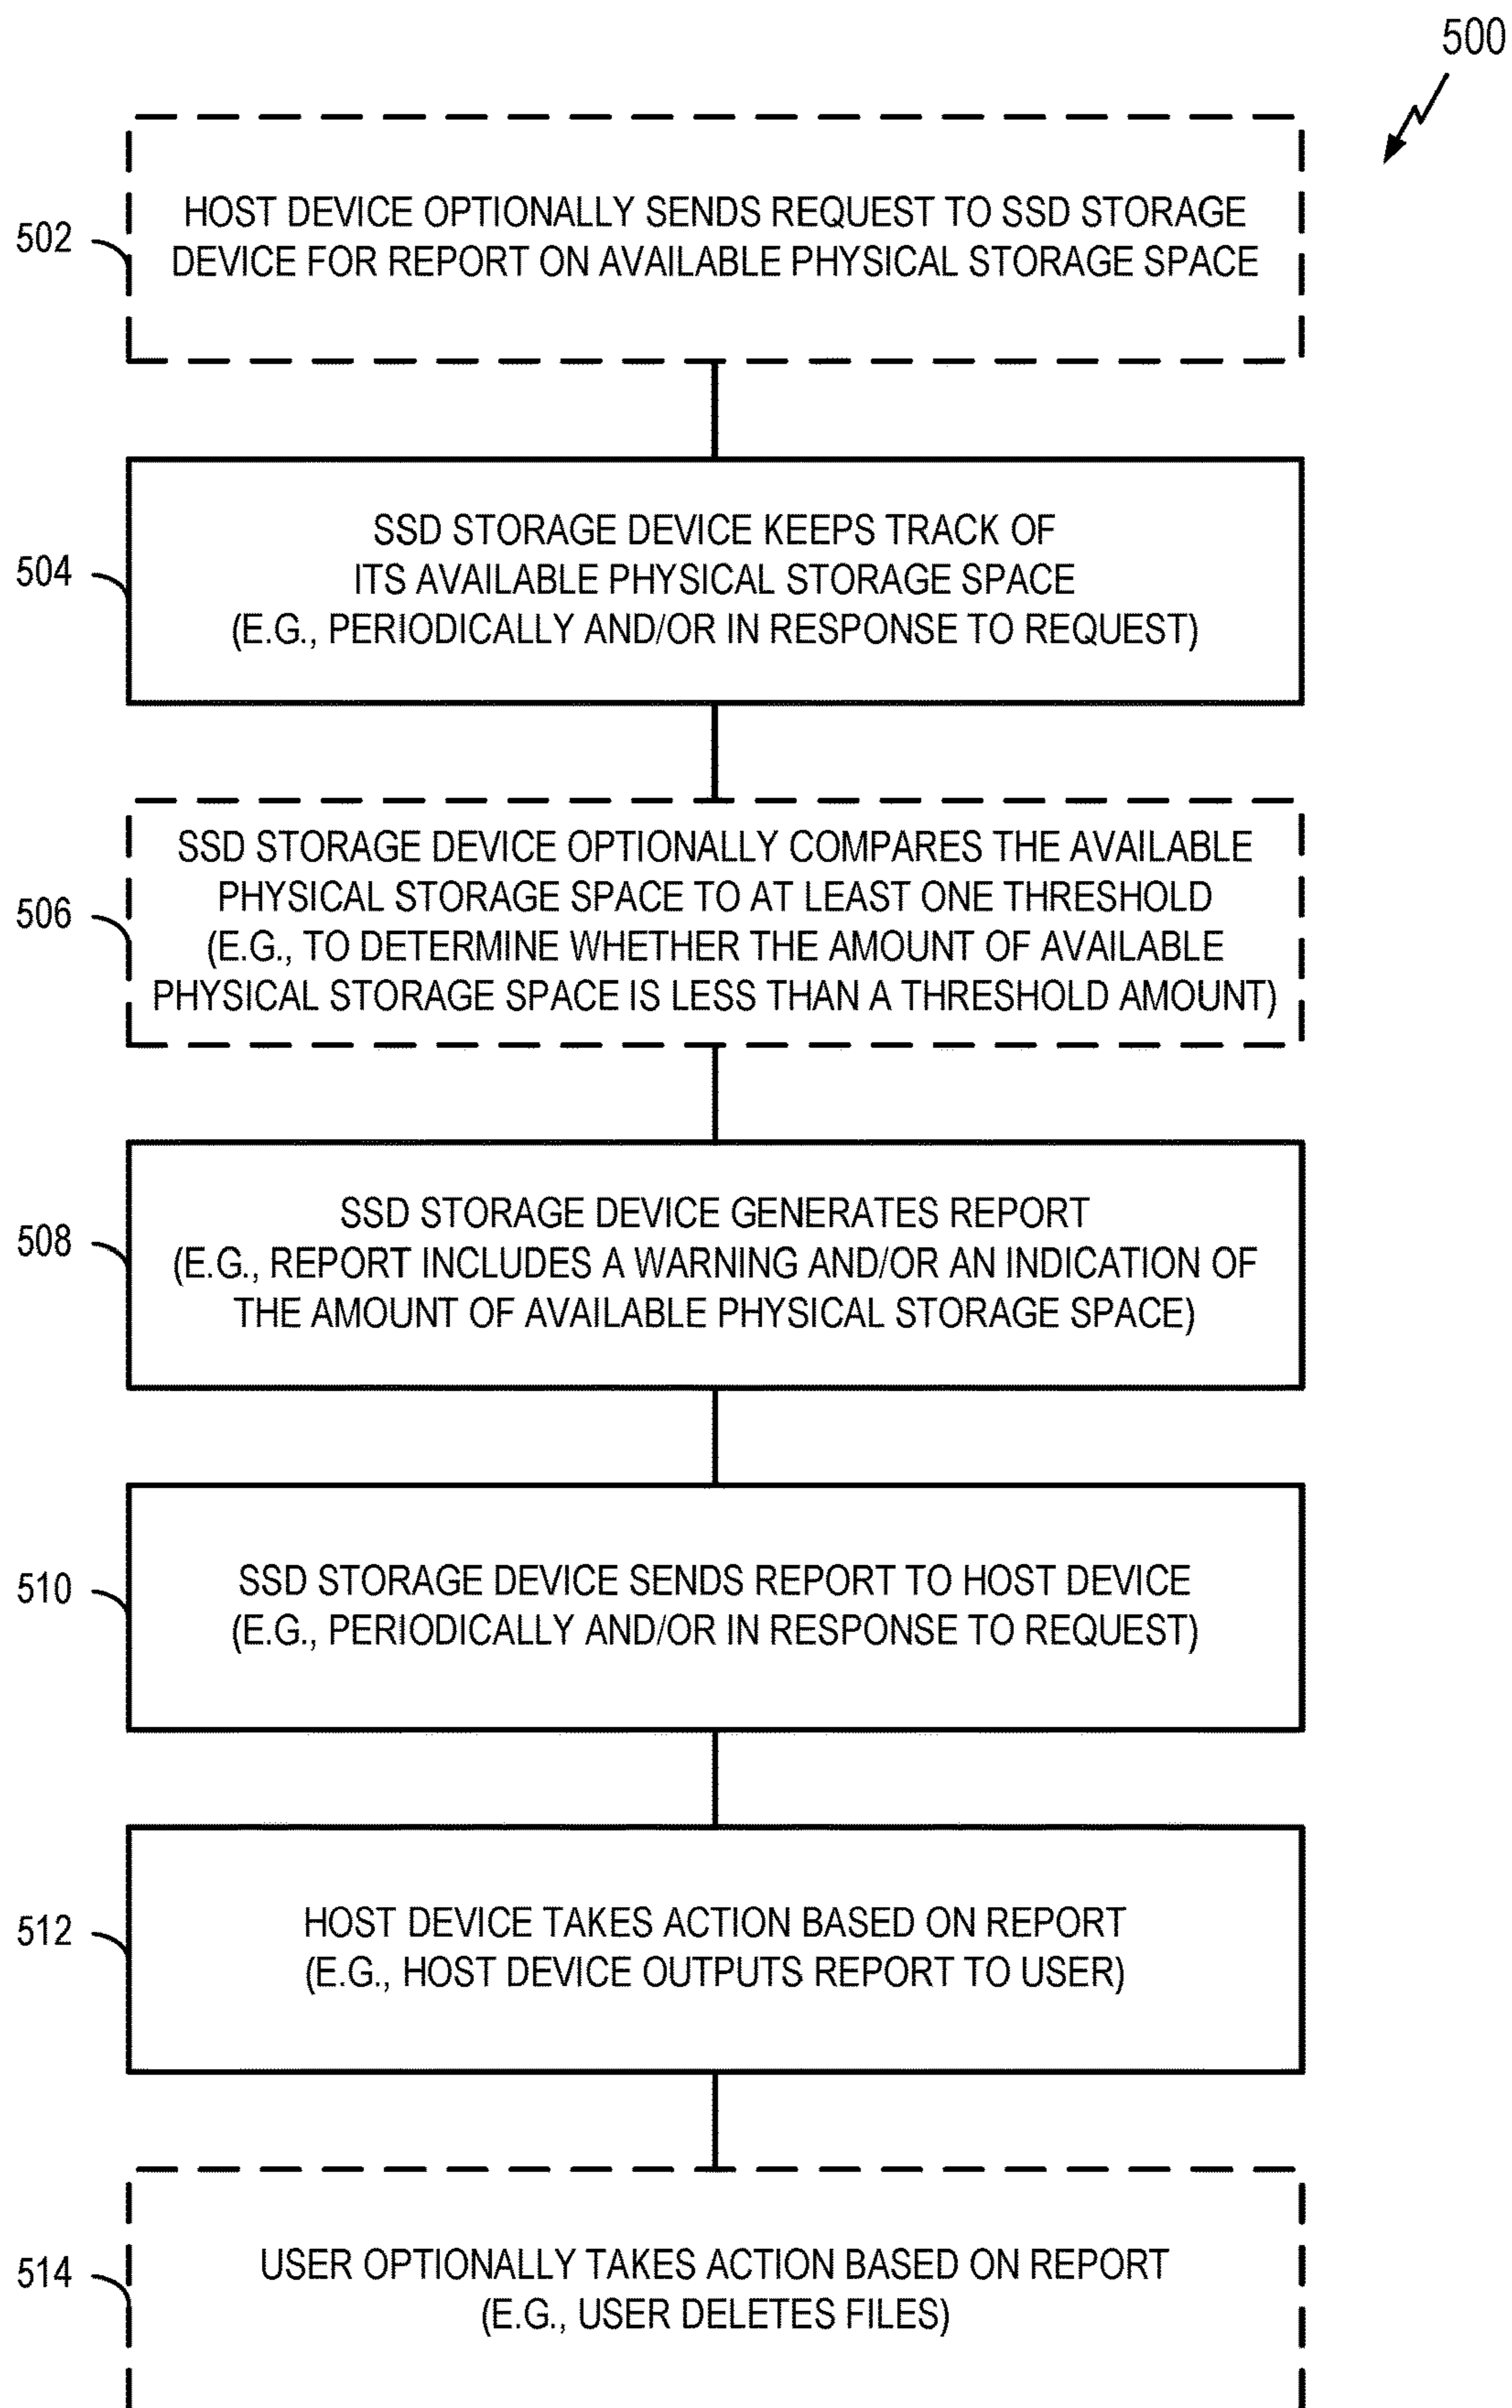 500
502
HOST DEVICE OPTIONALLY SENDS REQUEST TO SSD STORAGE
DEVICE FOR REPORT ON AVAILABLE PHYSICAL STORAGE SPACE
504
SSD STORAGE DEVICE KEEPS TRACK OF
ITS AVAILABLE PHYSICAL STORAGE SPACE
(E.G., PERIODICALLY AND/OR IN RESPONSE TO REQUEST)
506
SSD STORAGE DEVICE OPTIONALLY COMPARES THE AVAILABLE
PHYSICAL STORAGE SPACE TO AT LEAST ONE THRESHOLD
(E.G., TO DETERMINE WHETHER THE AMOUNT OF AVAILABLE
PHYSICAL STORAGE SPACE IS LESS THAN A THRESHOLD AMOUNT)
508
SSD STORAGE DEVICE GENERATES REPORT
(E.G., REPORT INCLUDES A WARNING AND/OR AN INDICATION OF
THE AMOUNT OF AVAILABLE PHYSICAL STORAGE SPACE)
510
SSD STORAGE DEVICE SENDS REPORT TO HOST DEVICE
(E.G., PERIODICALLY AND/OR IN RESPONSE TO REQUEST)
512
HOST DEVICE TAKES ACTION BASED ON REPORT
(E.G., HOST DEVICE OUTPUTS REPORT TO USER)
514
USER OPTIONALLY TAKES ACTION BASED ON REPORT
(E.G., USER DELETES FILES)